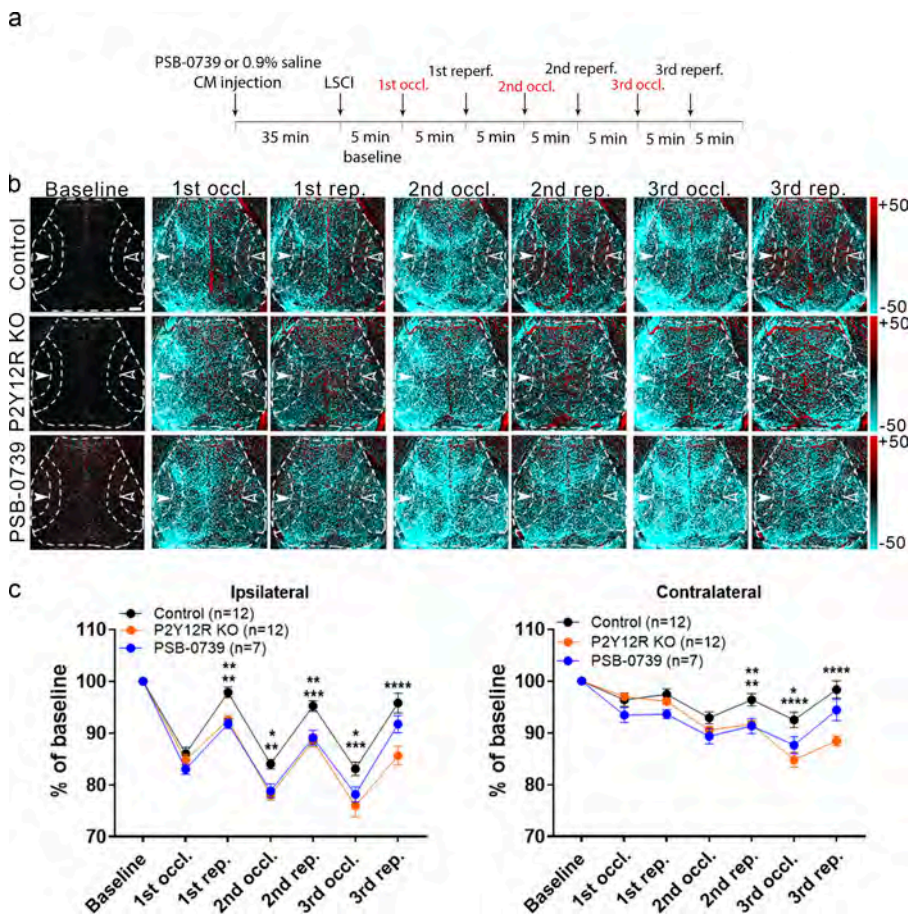 a
PSB-0739 or 0.9% saline
CM injection
LSCI
1st occl.
1st reperf.
2nd occl.
2nd reperf.
3rd occl.
3rd reperf.
35 min
5 min
5 min
5 min
5 min
5 min
5 min
5 min
baseline
b
Baseline
1st occl.
1st rep.
2nd occl.
2nd rep.
3rd occl.
3rd rep.
Control
+50
-50
P2Y12R KO
+50
-50
PSB-0739
+50
-50
c
Ipsilateral
Control (n=12)
P2Y12R KO (n=12)
PSB-0739 (n=7)
% of baseline
110
100
90
80
70
**
**
*
**
**
***
*
***
****
Baseline
1st occl.
1st rep.
2nd occl.
2nd rep.
3rd occl.
3rd rep.
Contralateral
Control (n=12)
P2Y12R KO (n=12)
PSB-0739 (n=7)
% of baseline
110
100
90
80
70
**
**
*
****
****
Baseline
1st occl.
1st rep.
2nd occl.
2nd rep.
3rd occl.
3rd rep.